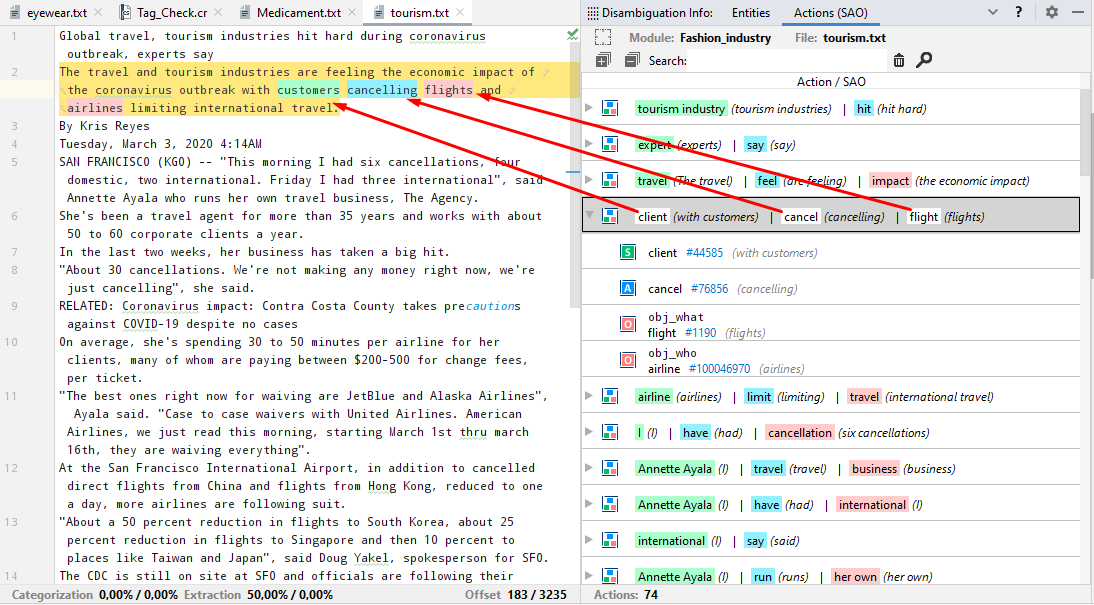 eyewear.txt
Tag_Check.cr
Medicament.txt
tourism.txt
1 Global travel, tourism industries hit hard during coronavirus
outbreak, experts say
2 The travel and tourism industries are feeling the economic impact of
the coronavirus outbreak with customers cancelling flights and
airlines limiting international travel.
3 By Kris Reyes
4 Tuesday, March 3, 2020 4:14AM
5 SAN FRANCISCO (KGO) -- "This morning I had six cancellations, four
domestic, two international. Friday I had three international", said
Annette Ayala who runs her own travel business, The Agency.
6 She's been a travel agent for more than 35 years and works with about
50 to 60 corporate clients a year.
7 In the last two weeks, her business has taken a big hit.
8 "About 30 cancellations. We're not making any money right now, we're
just cancelling", she said.
9 RELATED: Coronavirus impact: Contra Costa County takes precautions
against COVID-19 despite no cases
10 On average, she's spending 30 to 50 minutes per airline for her
clients, many of whom are paying between $200-500 for change fees,
per ticket.
11 "The best ones right now for waiving are JetBlue and Alaska Airlines",
Ayala said. "Case to case waivers with United Airlines. American
Airlines, we just read this morning, starting March 1st thru march
16th, they are waiving everything".
12 At the San Francisco International Airport, in addition to cancelled
direct flights from China and flights from Hong Kong, reduced to one
a day, more airlines are following suit.
13 "About a 50 percent reduction in flights to South Korea, about 25
percent reduction in flights to Singapore and then 10 percent to
places like Taiwan and Japan", said Doug Yakel, spokesperson for SFO.
14 The CDC is still on site at SFO and officials are following their
Categorization 0,00% / 0,00% Extraction 50,00% / 0,00% Offset 183 / 3235
Disambiguation Info: Entities Actions (SAO) ?
Module: Fashion_industry File: tourism.txt
Search:
Action / SAO
tourism industry (tourism industries) | hit (hit hard)
expert (experts) | say (say)
travel (The travel) | feel (are feeling) | impact (the economic impact)
client (with customers) | cancel (cancelling) | flight (flights)
S client #44585 (with customers)
A cancel #76856 (cancelling)
obj_what
O flight #1190 (flights)
obj_who
O airline #100046970 (airlines)
airline (airlines) | limit (limiting) | travel (international travel)
I (I) | have (had) | cancellation (six cancellations)
Annette Ayala (I) | travel (travel) | business (business)
Annette Ayala (I) | have (had) | international (I)
international (I) | say (said)
Annette Ayala (I) | run (runs) | her own (her own)
Actions: 74